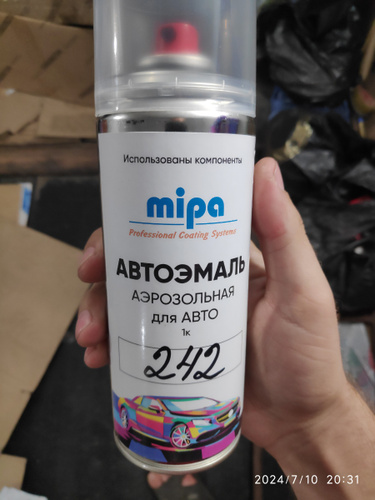 Использованы компоненты
mipa
Professional Coating Systems
АВТОЭМАЛЬ
АЭРОЗОЛЬНАЯ
для АВТО
1к
242
2024/7/10 20:31